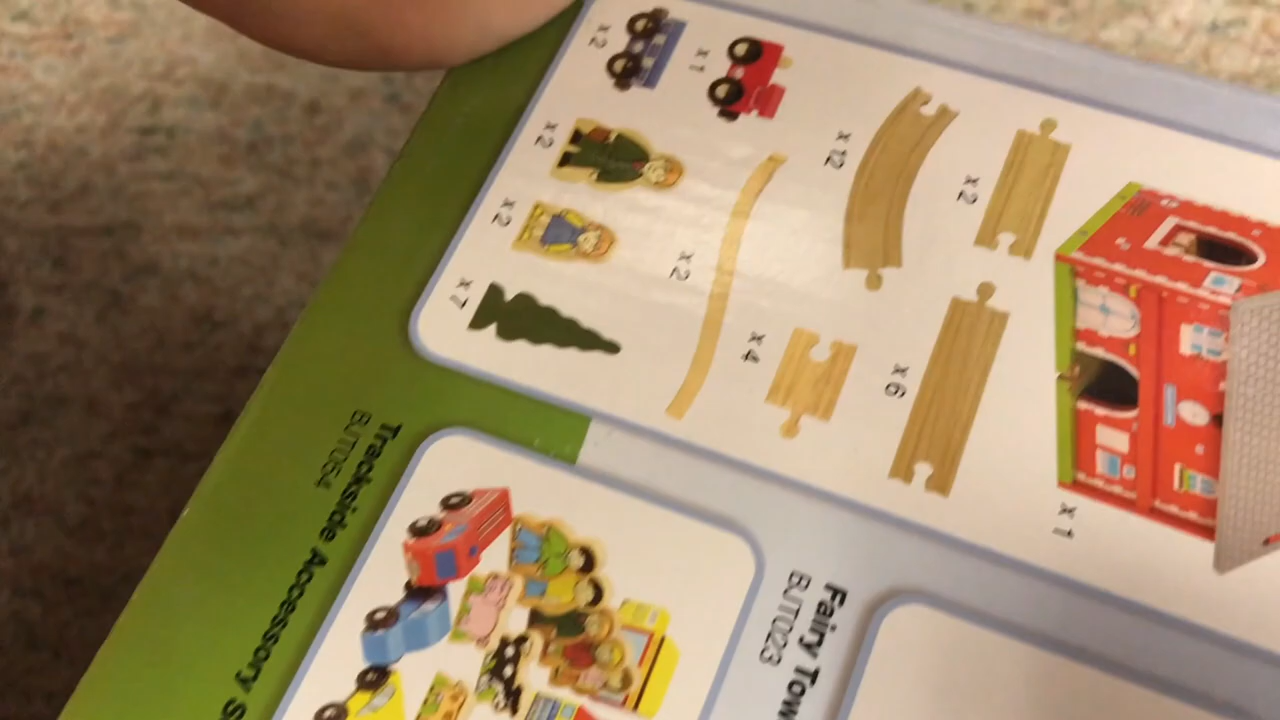 x2
x1
x12
x2
x2
x2
x2
x7
x4
x6
x1
Trackside Accessory
BJT054
Fairy Tow
BJT023